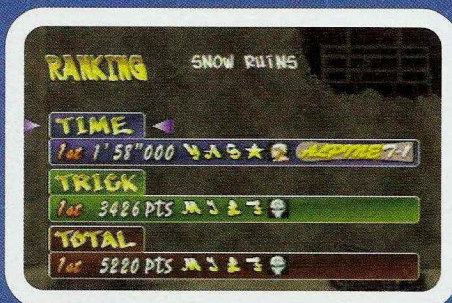 RANKING SNOW RUINS
TIME
1st 1'58"000
TRICK
1st 3426 PTS
TOTAL
1st 5220 PTS